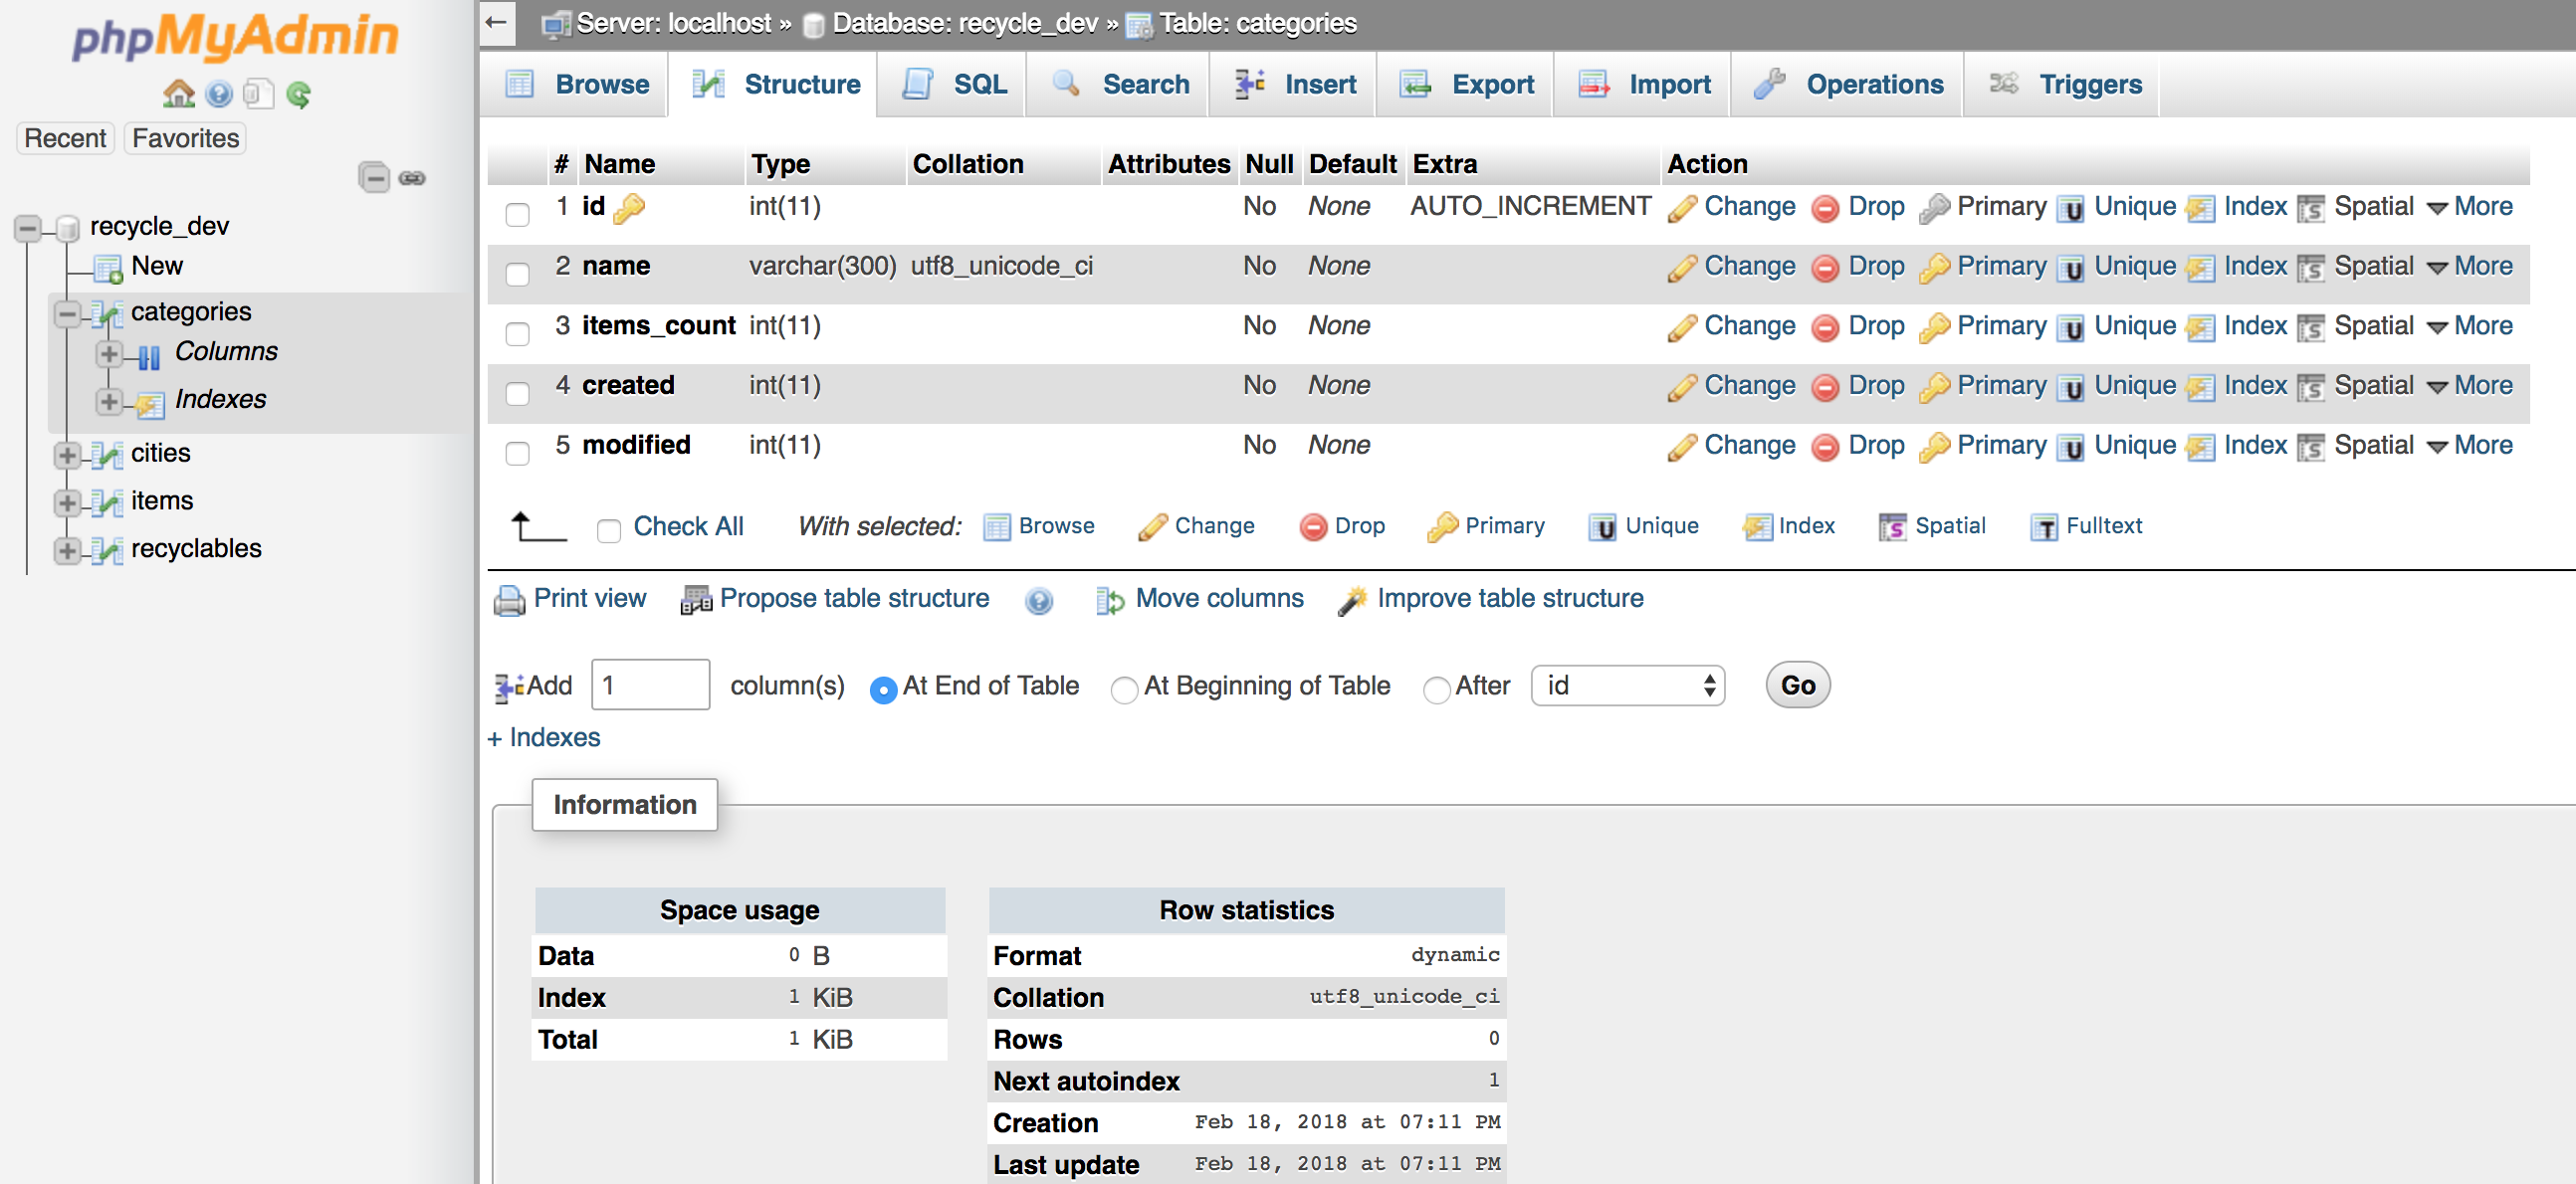 phpMyAdmin
Recent Favorites
recycle_dev
New
categories
Columns
Indexes
cities
items
recyclables
Server: localhost » Database: recycle_dev » Table: categories
Browse Structure SQL Search Insert Export Import Operations Triggers
# Name Type Collation Attributes Null Default Extra Action
1 id int(11) No None AUTO_INCREMENT Change Drop Primary Unique Index Spatial More
2 name varchar(300) utf8_unicode_ci No None Change Drop Primary Unique Index Spatial More
3 items_count int(11) No None Change Drop Primary Unique Index Spatial More
4 created int(11) No None Change Drop Primary Unique Index Spatial More
5 modified int(11) No None Change Drop Primary Unique Index Spatial More
Check All With selected: Browse Change Drop Primary Unique Index Spatial Fulltext
Print view Propose table structure Move columns Improve table structure
Add 1 column(s) At End of Table At Beginning of Table After id Go
+ Indexes
Information
Space usage
Data 0 B
Index 1 KiB
Total 1 KiB
Row statistics
Format dynamic
Collation utf8_unicode_ci
Rows 0
Next autoindex 1
Creation Feb 18, 2018 at 07:11 PM
Last update Feb 18, 2018 at 07:11 PM